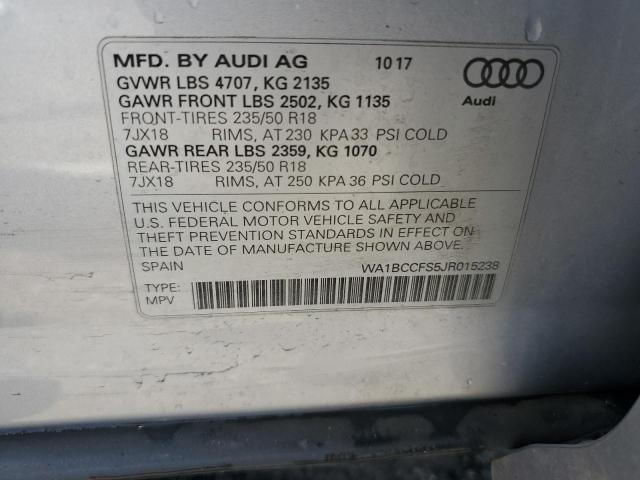 MFD. BY AUDI AG 10 17
GVWR LBS 4707, KG 2135
GAWR FRONT LBS 2502, KG 1135
Audi
FRONT-TIRES 235/50 R18
7JX18 RIMS, AT 230 KPA 33 PSI COLD
GAWR REAR LBS 2359, KG 1070
REAR-TIRES 235/50 R18
7JX18 RIMS, AT 250 KPA 36 PSI COLD
THIS VEHICLE CONFORMS TO ALL APPLICABLE
U.S. FEDERAL MOTOR VEHICLE SAFETY AND
THEFT PREVENTION STANDARDS IN EFFECT ON
THE DATE OF MANUFACTURE SHOWN ABOVE.
SPAIN WA1BCCFS5JR015238
TYPE:
MPV